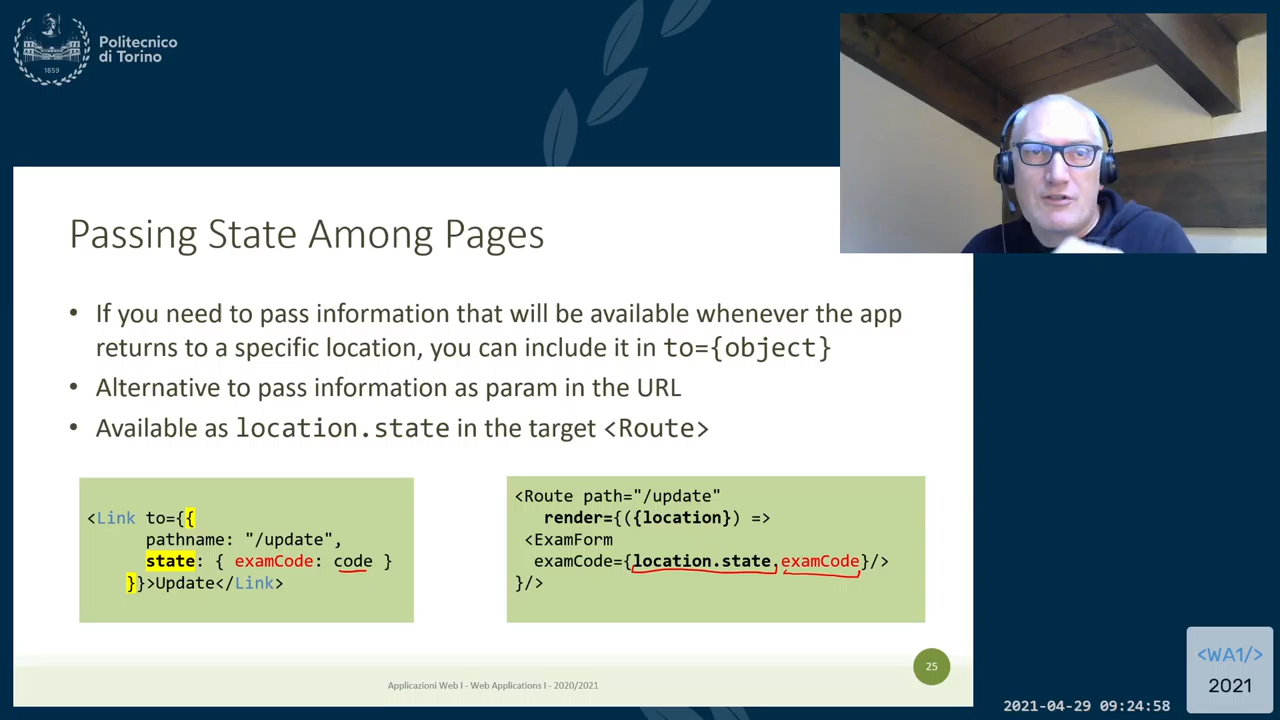 Politecnico
di Torino
1859
Passing State Among Pages
• If you need to pass information that will be available whenever the app
returns to a specific location, you can include it in to={object}
• Alternative to pass information as param in the URL
• Available as location.state in the target <Route>
<Link to={{
pathname: "/update",
state: { examCode: code }
}}>Update</Link>
<Route path="/update"
render={({location}) =>
<ExamForm
examCode={location.state.examCode}/>
}/>
25
Applicazioni Web I - Web Applications I - 2020/2021
<WA1/>
2021
2021-04-29 09:24:58